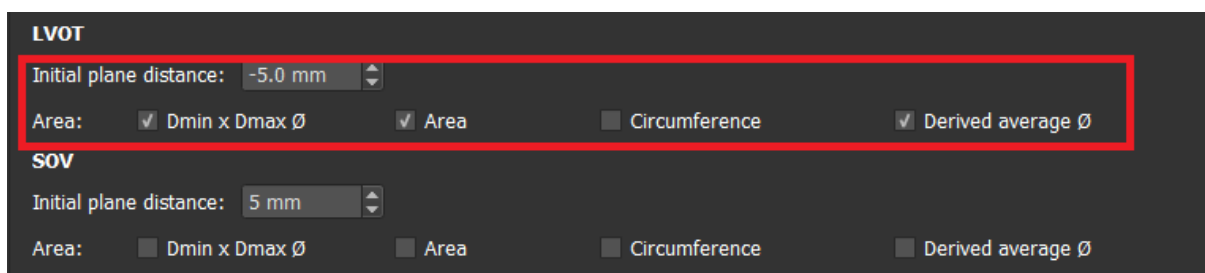 LVOT
Initial plane distance: -5.0 mm
Area: Dmin x Dmax Ø Area Circumference Derived average Ø
SOV
Initial plane distance: 5 mm
Area: Dmin x Dmax Ø Area Circumference Derived average Ø